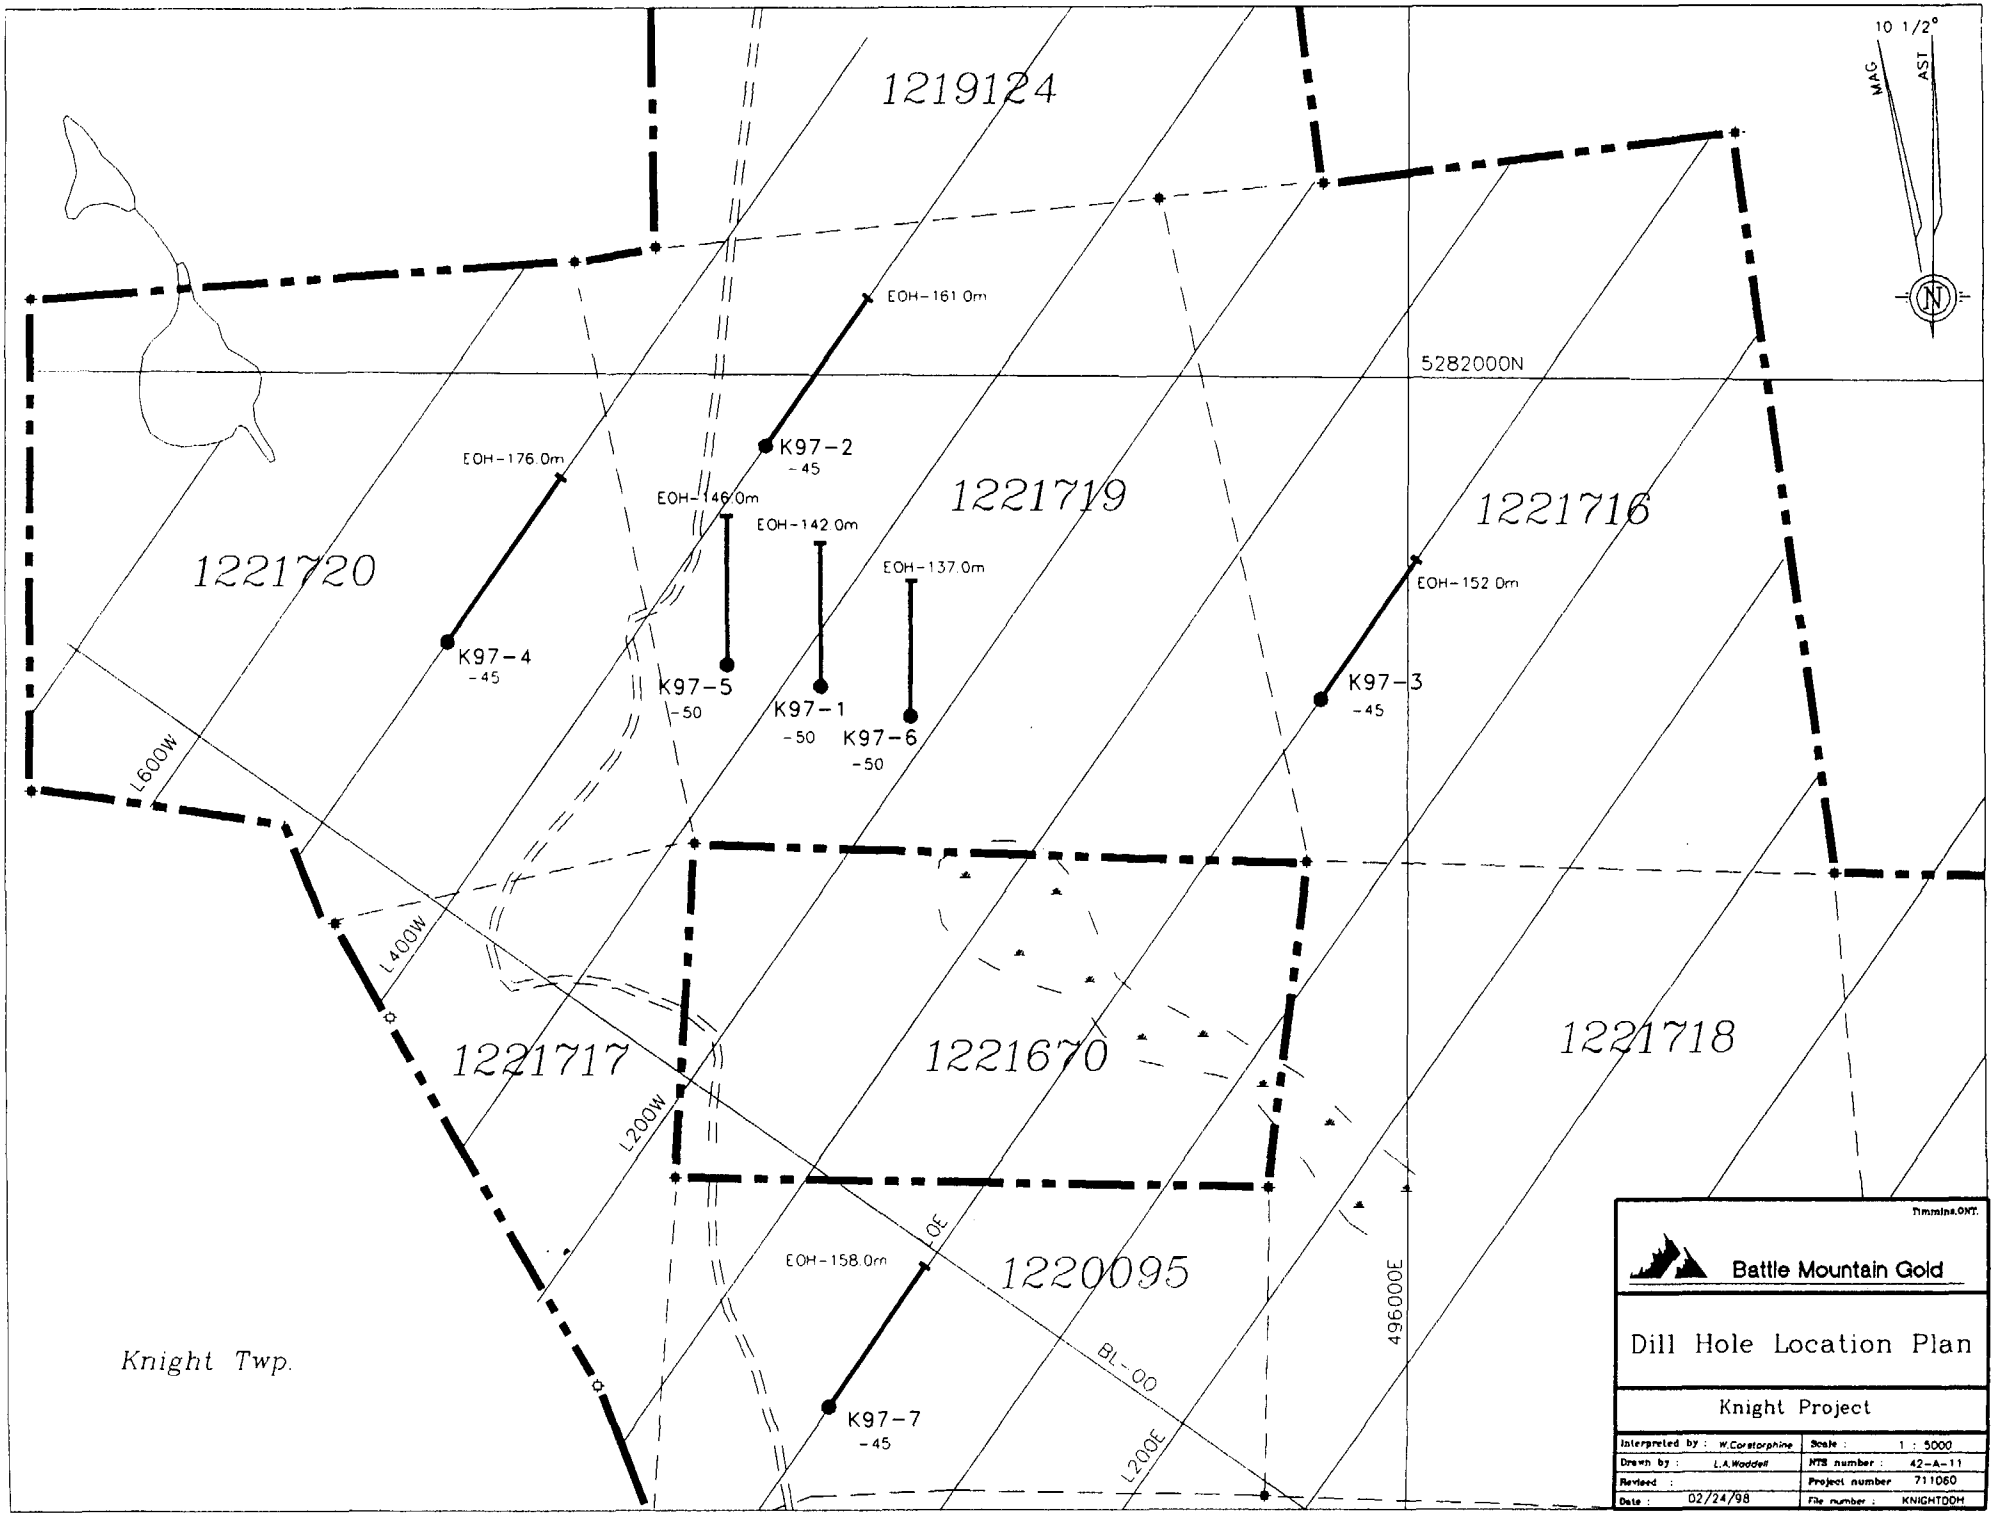 10 1/2°
MAG
AST
1219124
EOH-161.0m
5282000N
K97-2
-45
EOH-176.0m
EOH-146.0m
1221719
1221716
EOH-142.0m
1221720
EOH-137.0m
EOH-152.0m
K97-4
-45
K97-5
-50
K97-1
-50
K97-6
-50
K97-3
-45
L600W
L400W
1221717
1221670
1221718
L200W
L0E
EOH-158.0m
1220095
496000E
Knight Twp.
BL-00
K97-7
-45
L200E
Timmins,ONT.
Battle Mountain Gold
Dill Hole Location Plan
Knight Project
Interpreted by : W.Corstorphine
Scale : 1 : 5000
Drawn by : L.A.Waddell
NTS number : 42-A-11
Revised :
Project number 711060
Date : 02/24/98
File number : KNIGHTDDH